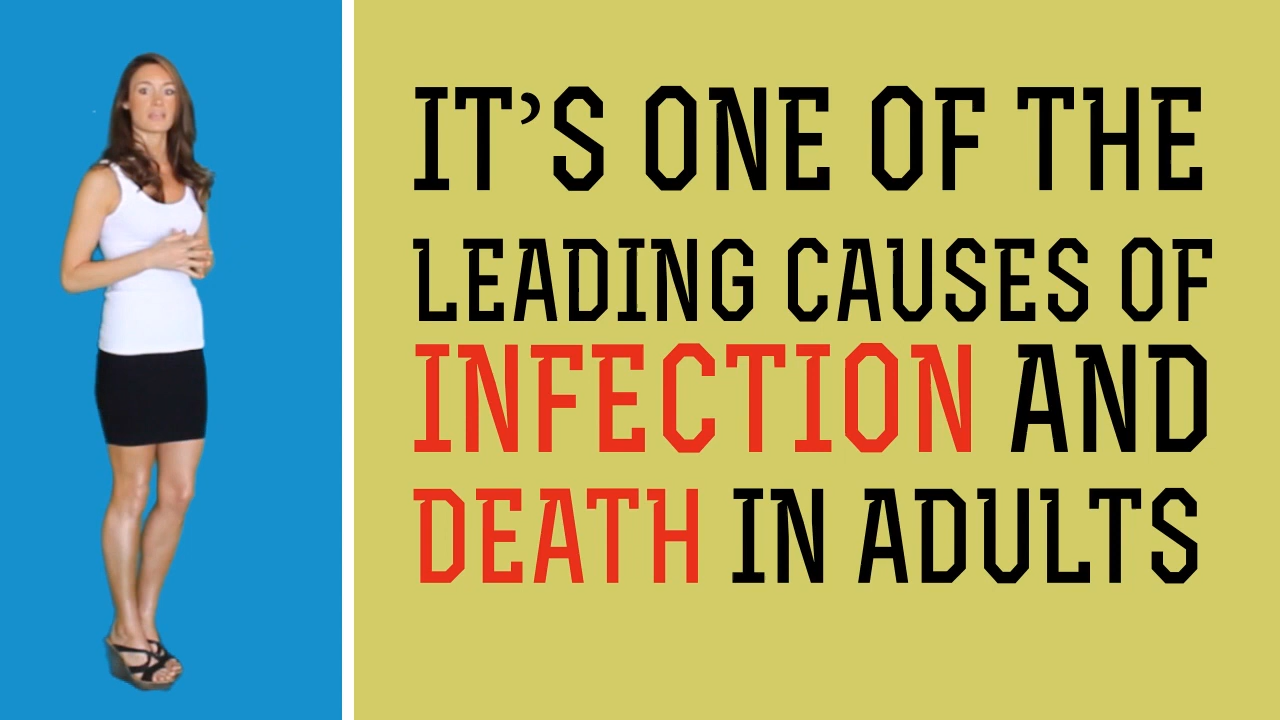 IT’S ONE OF THE
LEADING CAUSES OF
INFECTION AND
DEATH IN ADULTS